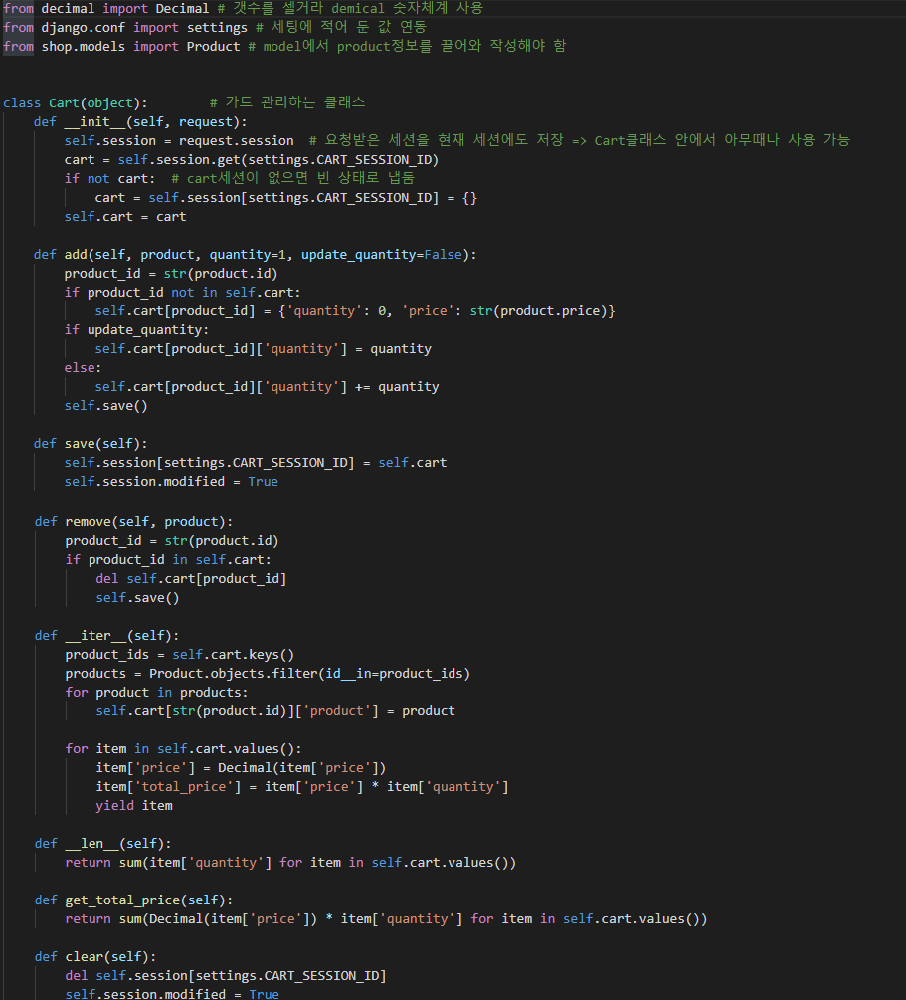 from decimal import Decimal # 갯수를 셀거라 demical 숫자체계 사용
from django.conf import settings # 세팅에 적어 둔 값 연동
from shop.models import Product # model에서 product정보를 끌어와 작성해야 함
class Cart(object):        # 카트 관리하는 클래스
    def __init__(self, request):
        self.session = request.session  # 요청받은 세션을 현재 세션에도 저장 => Cart클래스 안에서 아무때나 사용 가능
        cart = self.session.get(settings.CART_SESSION_ID)
        if not cart:  # cart세션이 없으면 빈 상태로 냅둠
            cart = self.session[settings.CART_SESSION_ID] = {}
        self.cart = cart
    def add(self, product, quantity=1, update_quantity=False):
        product_id = str(product.id)
        if product_id not in self.cart:
            self.cart[product_id] = {'quantity': 0, 'price': str(product.price)}
        if update_quantity:
            self.cart[product_id]['quantity'] = quantity
        else:
            self.cart[product_id]['quantity'] += quantity
        self.save()
    def save(self):
        self.session[settings.CART_SESSION_ID] = self.cart
        self.session.modified = True
    def remove(self, product):
        product_id = str(product.id)
        if product_id in self.cart:
            del self.cart[product_id]
            self.save()
    def __iter__(self):
        product_ids = self.cart.keys()
        products = Product.objects.filter(id__in=product_ids)
        for product in products:
            self.cart[str(product.id)]['product'] = product
        for item in self.cart.values():
            item['price'] = Decimal(item['price'])
            item['total_price'] = item['price'] * item['quantity']
            yield item
    def __len__(self):
        return sum(item['quantity'] for item in self.cart.values())
    def get_total_price(self):
        return sum(Decimal(item['price']) * item['quantity'] for item in self.cart.values())
    def clear(self):
        del self.session[settings.CART_SESSION_ID]
        self.session.modified = True